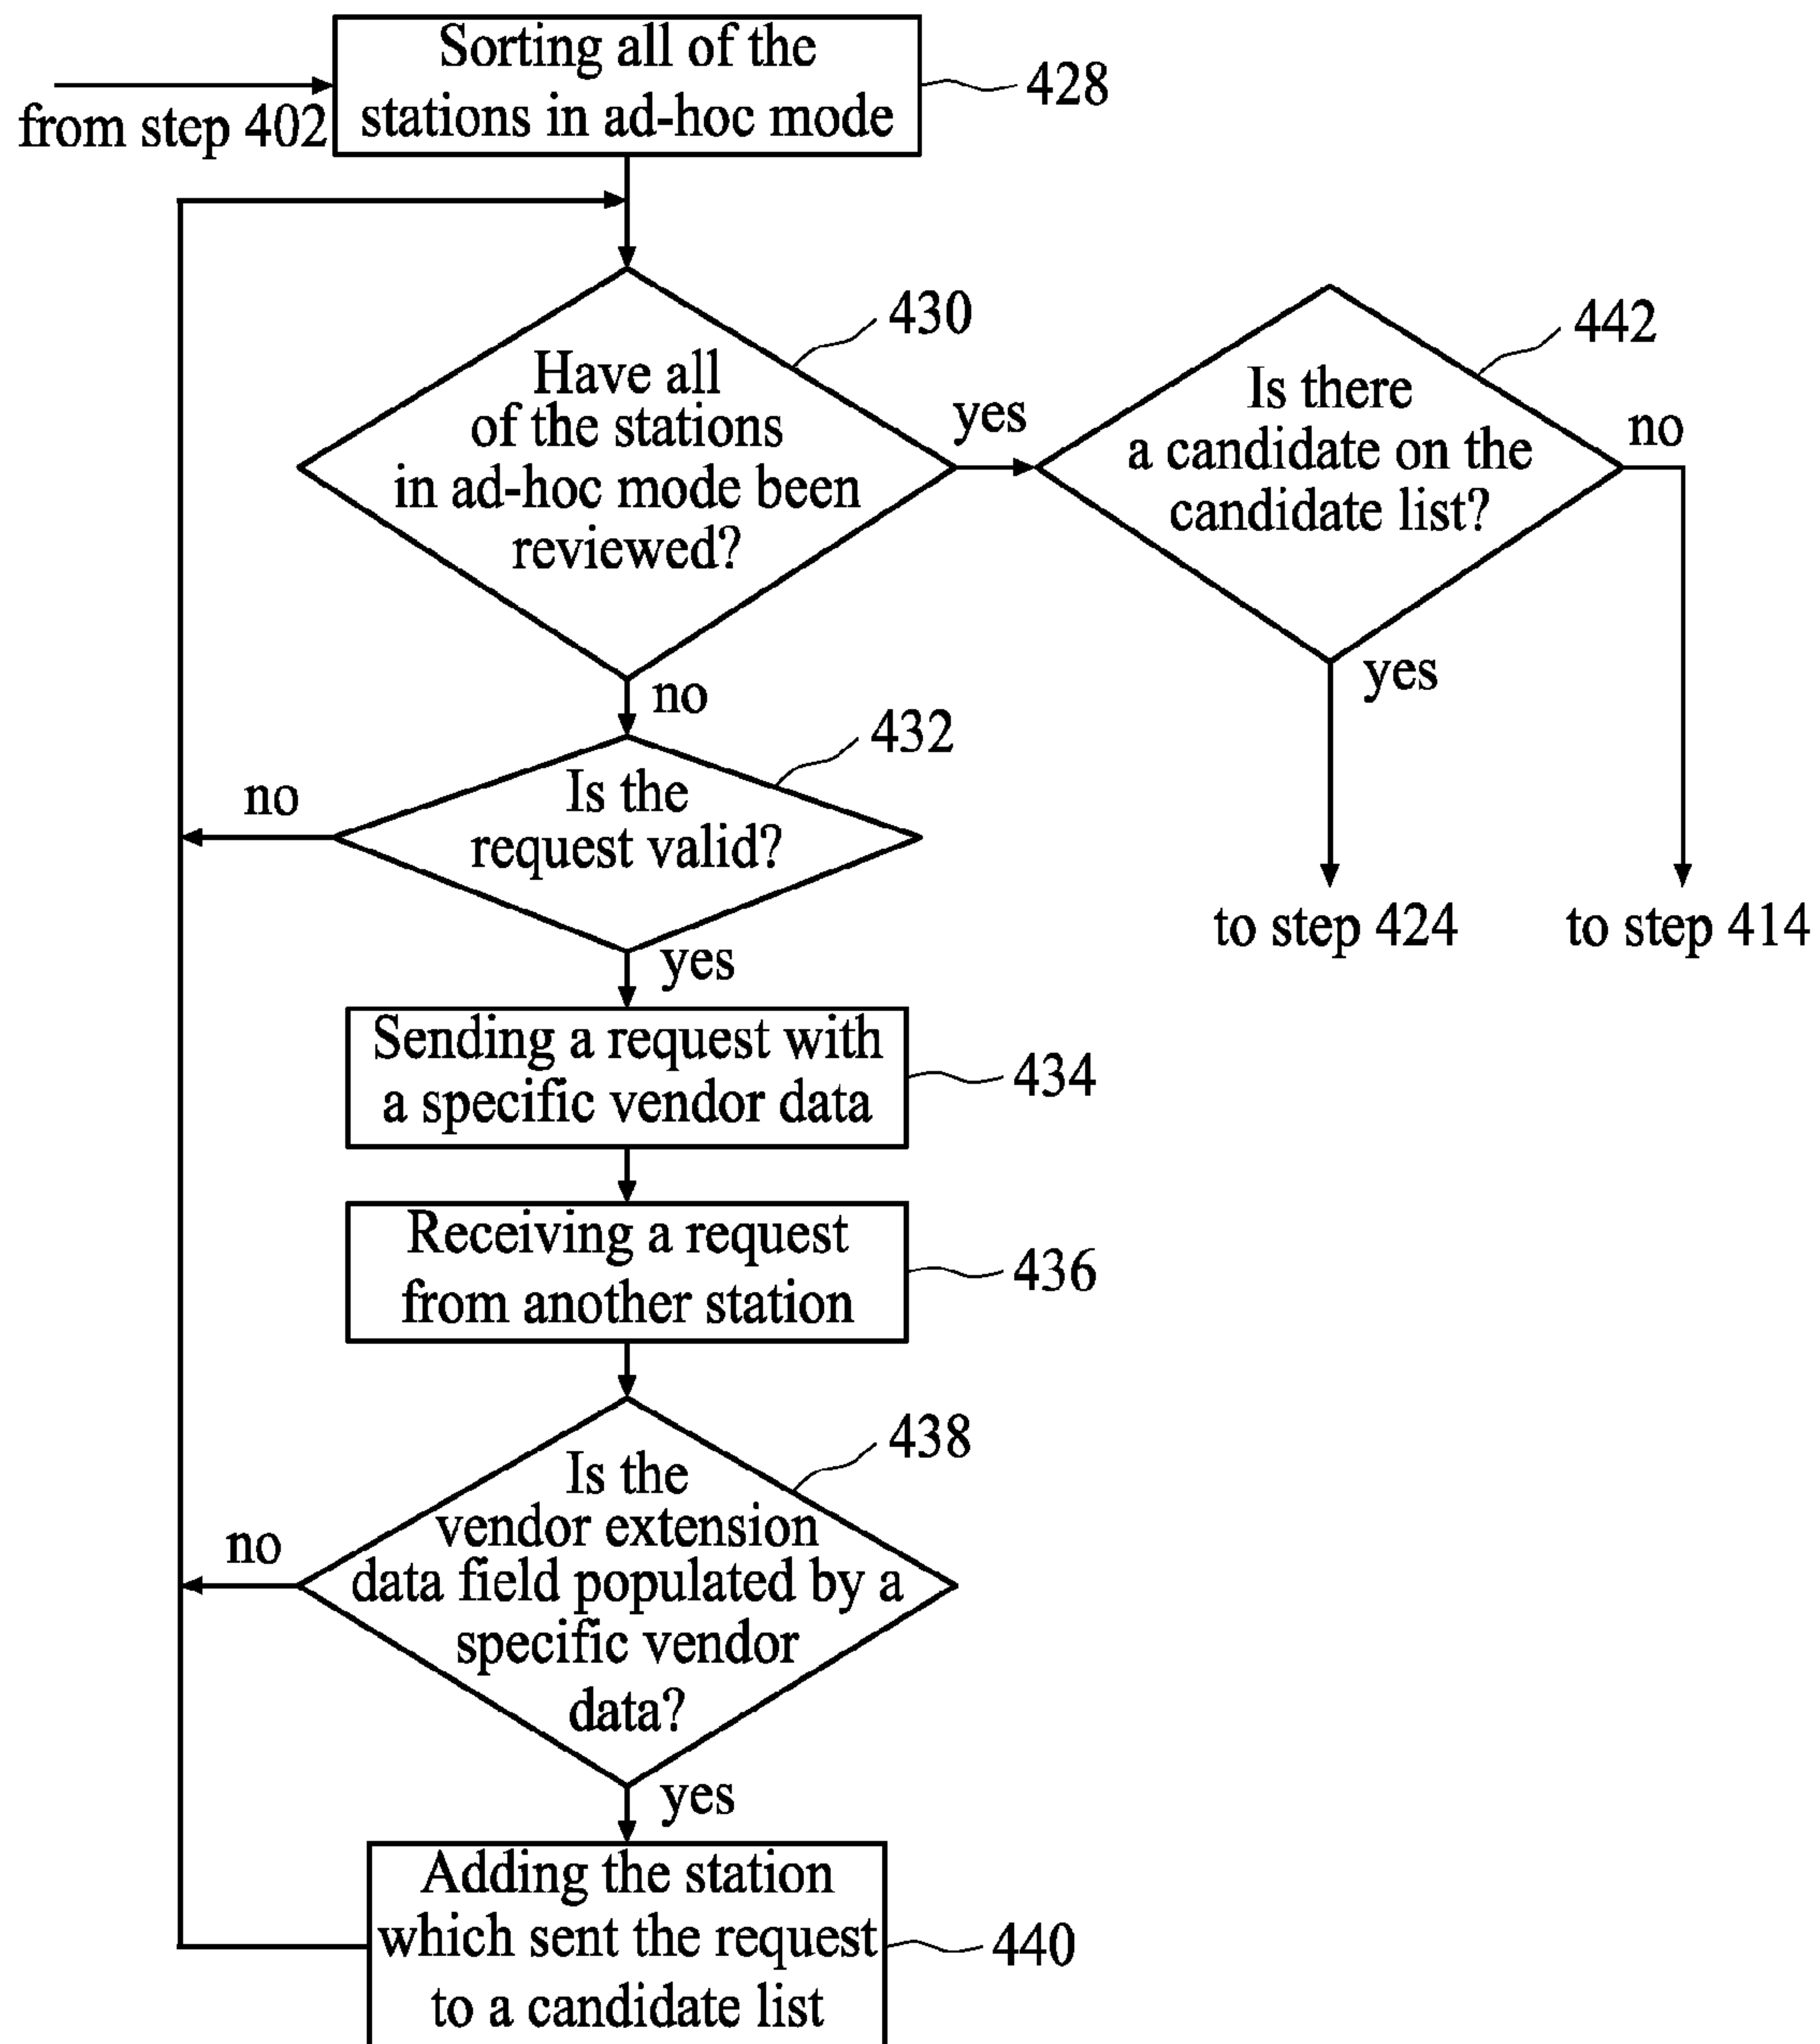 Sorting all of the
stations in ad-hoc mode
428
from step 402
430
Have all
of the stations
in ad-hoc mode been
reviewed?
yes
442
Is there
a candidate on the
candidate list?
no
yes
to step 424
to step 414
no
432
Is the
request valid?
no
yes
Sending a request with
a specific vendor data
434
Receiving a request
from another station
436
438
Is the
vendor extension
data field populated by a
specific vendor
data?
no
yes
Adding the station
which sent the request
to a candidate list
440